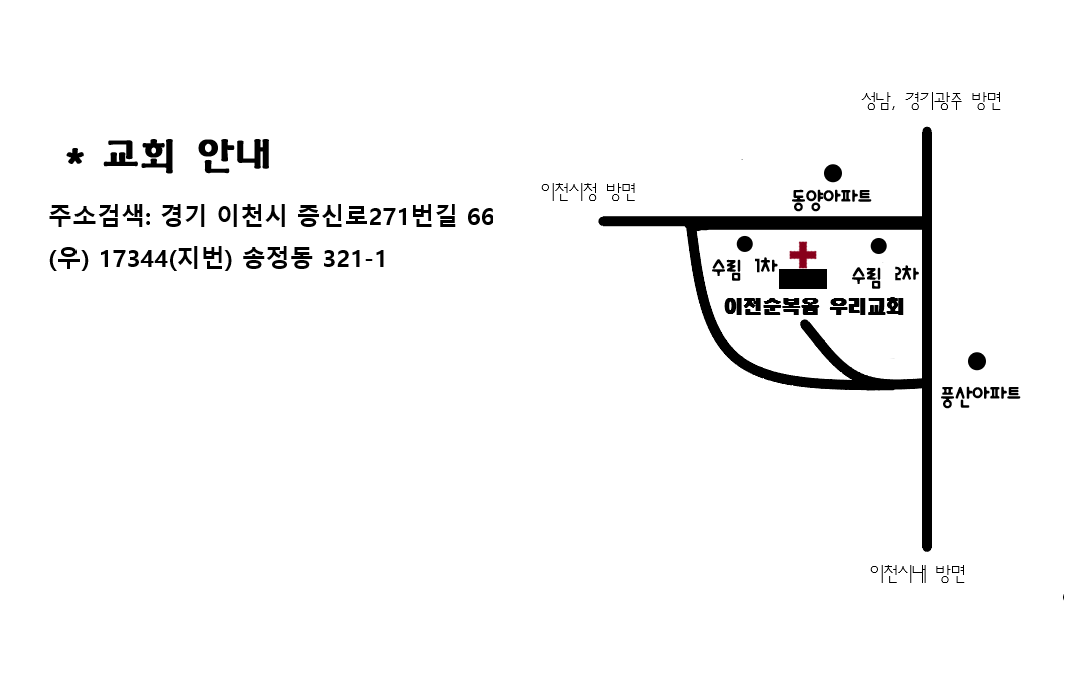 * 교회 안내
주소검색: 경기 이천시 증신로271번길 66
(우) 17344(지번) 송정동 321-1
성남, 경기광주 방면
이천시청 방면
동양아파트
수림 1차
수림 2차
이천순복음 우리교회
풍산아파트
이천시내 방면